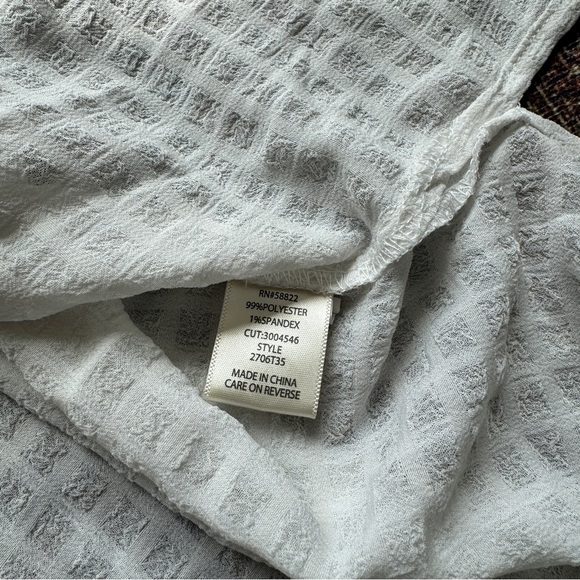 RN#58822
99%POLYESTER
1%SPANDEX
CUT:3004546
STYLE
2706T35
MADE IN CHINA
CARE ON REVERSE